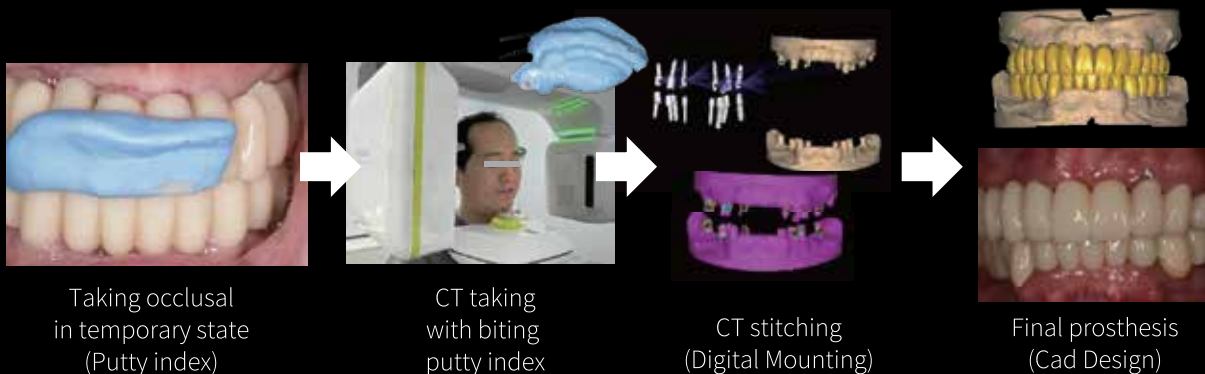 Taking occlusal
in temporary state
(Putty index)
CT taking
with biting
putty index
CT stitching
(Digital Mounting)
Final prosthesis
(Cad Design)